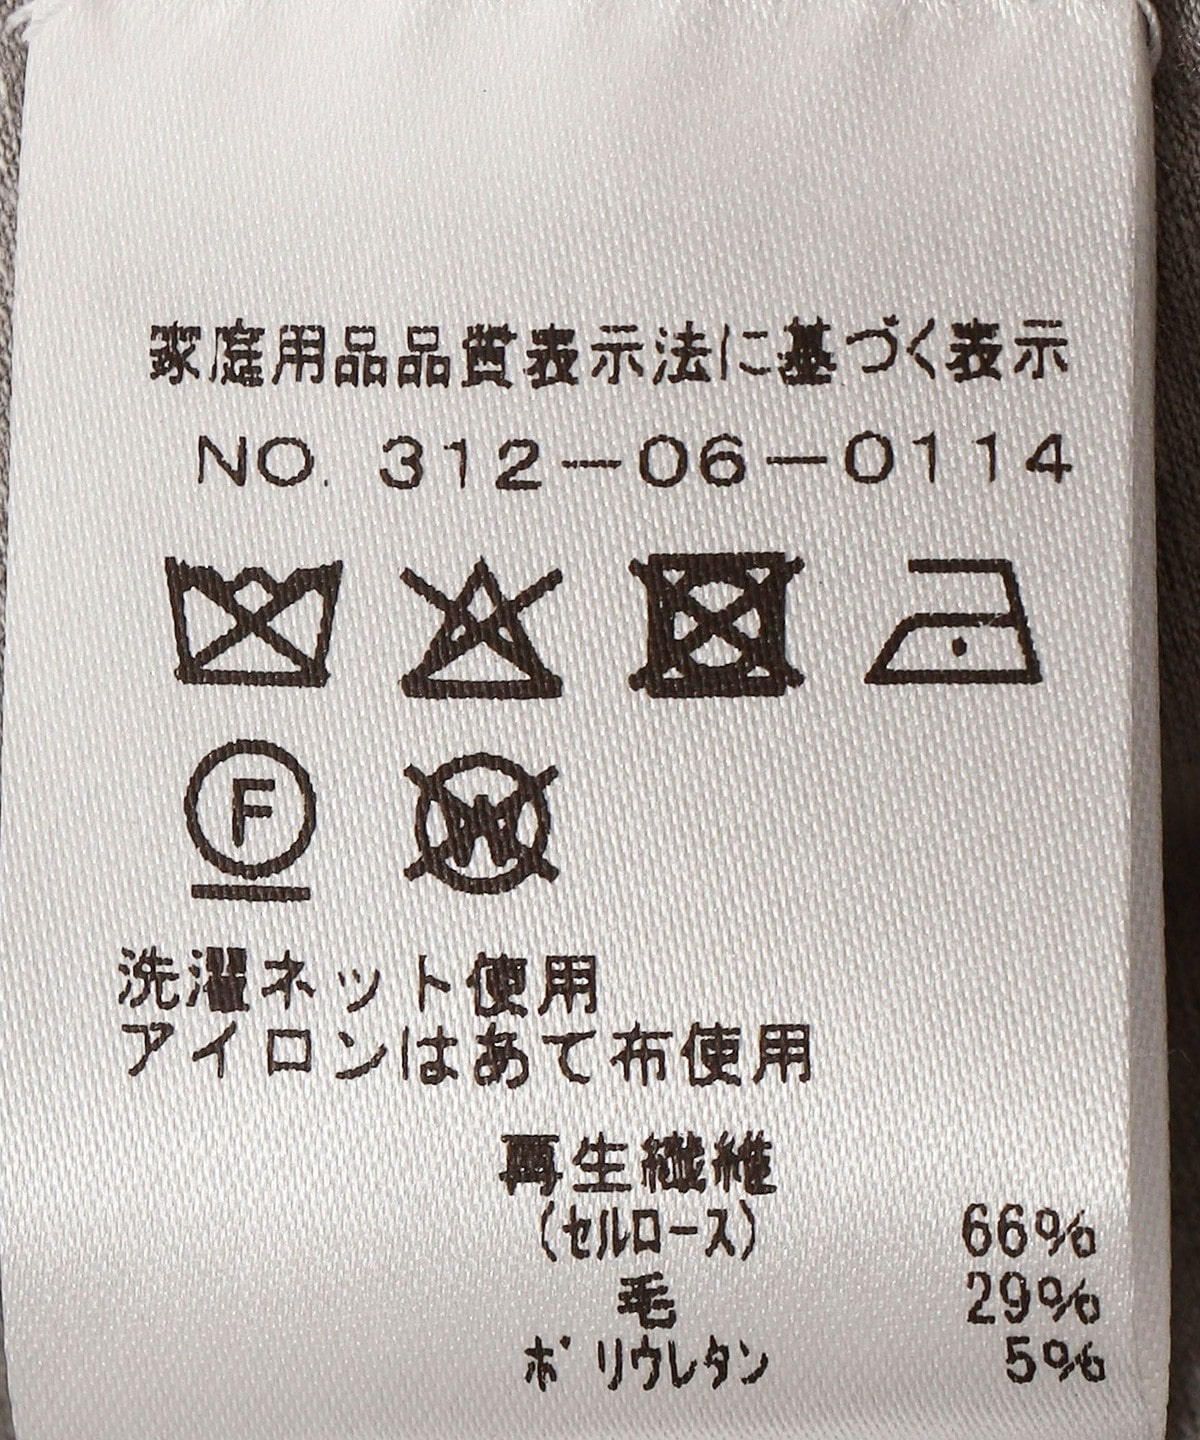 家庭用品品質表示法に基づく表示
NO. 312-06-0114
F
W
洗濯ネット使用
アイロンはあて布使用
再生繊維
(セルロース) 66%
毛 29%
ポリウレタン 5%